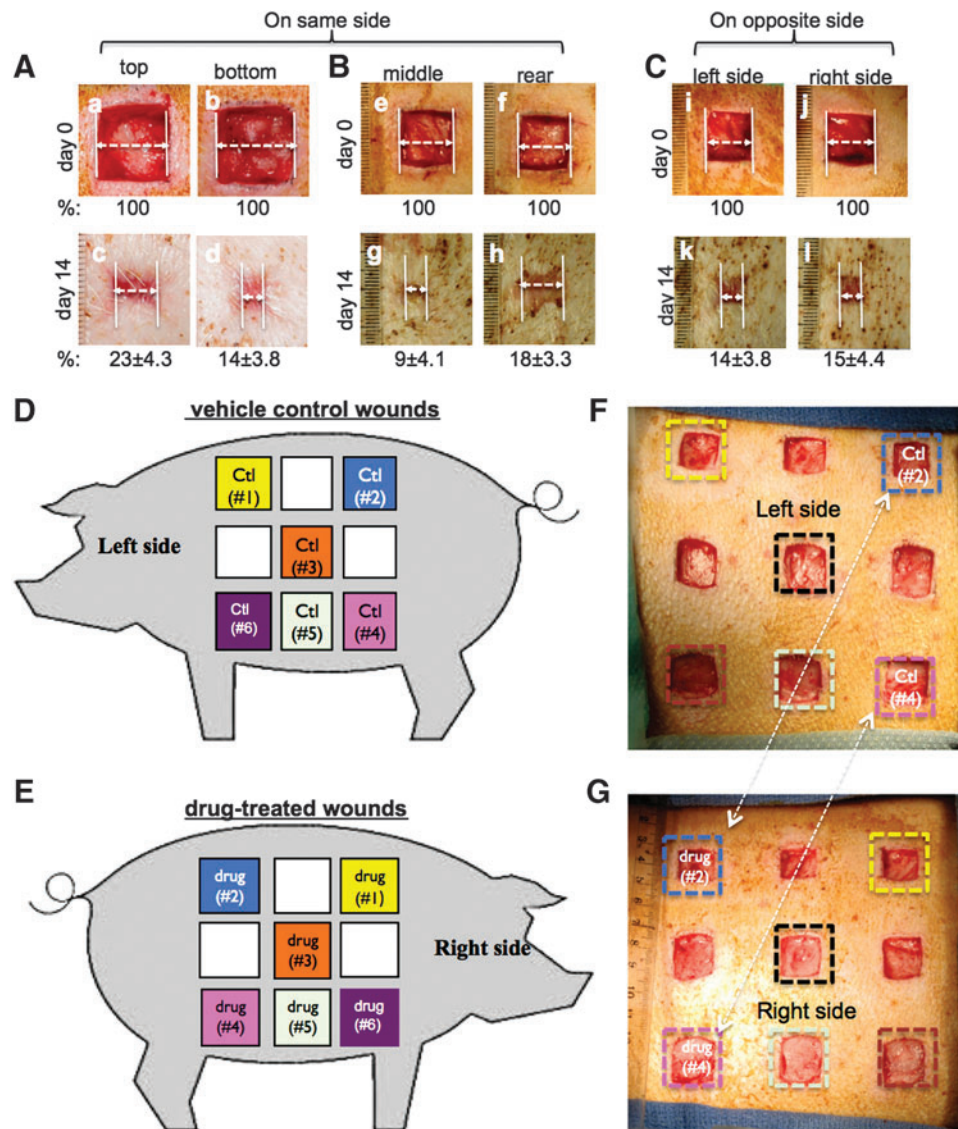 On same side
On opposite side
A
top
bottom
B
middle
rear
C
left side
right side
day 0
a
b
day 0
e
f
day 0
i
j
%: 100
100
%: 100
100
%: 100
100
day 14
c
d
day 14
g
h
day 14
k
l
%: 23±4.3
14±3.8
%: 9±4.1
18±3.3
%: 14±3.8
15±4.4
D
vehicle control wounds
Ctl
(#1)
Ctl
(#2)
Left side
Ctl
(#3)
Ctl
(#6)
Ctl
(#5)
Ctl
(#4)
F
Ctl
(#2)
Left side
Ctl
(#4)
E
drug-treated wounds
drug
(#2)
drug
(#1)
drug
(#3)
Right side
drug
(#4)
drug
(#5)
drug
(#6)
G
drug
(#2)
Right side
drug
(#4)